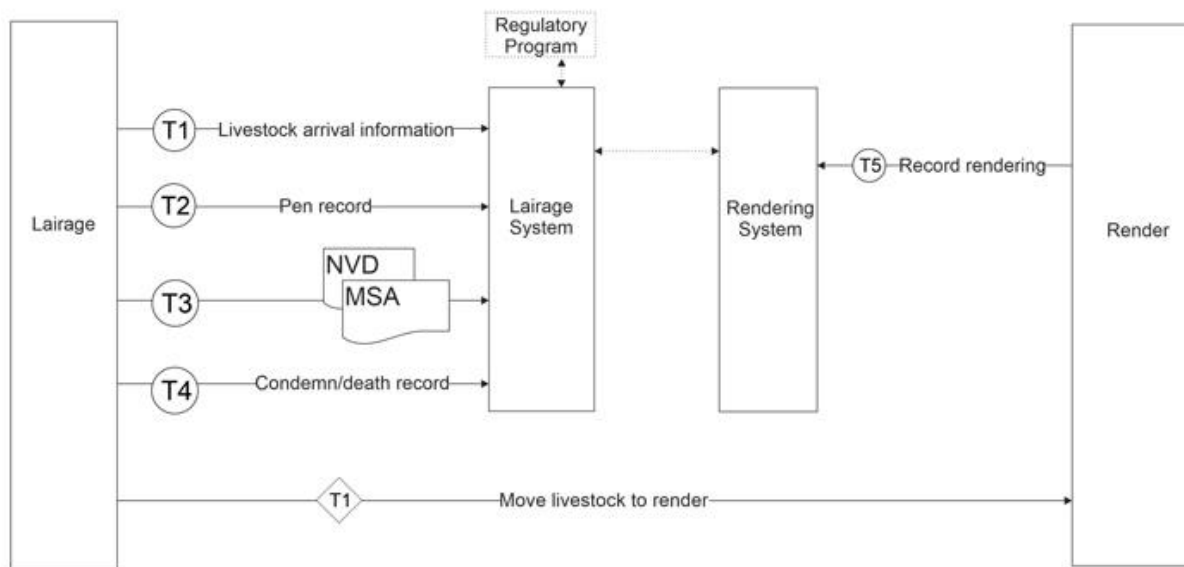 Regulatory
Program
T1 Livestock arrival information
T2 Pen record
Lairage
Lairage
System
Rendering
System
T5 Record rendering
Render
NVD
T3 MSA
T4 Condemn/death record
T1 Move livestock to render